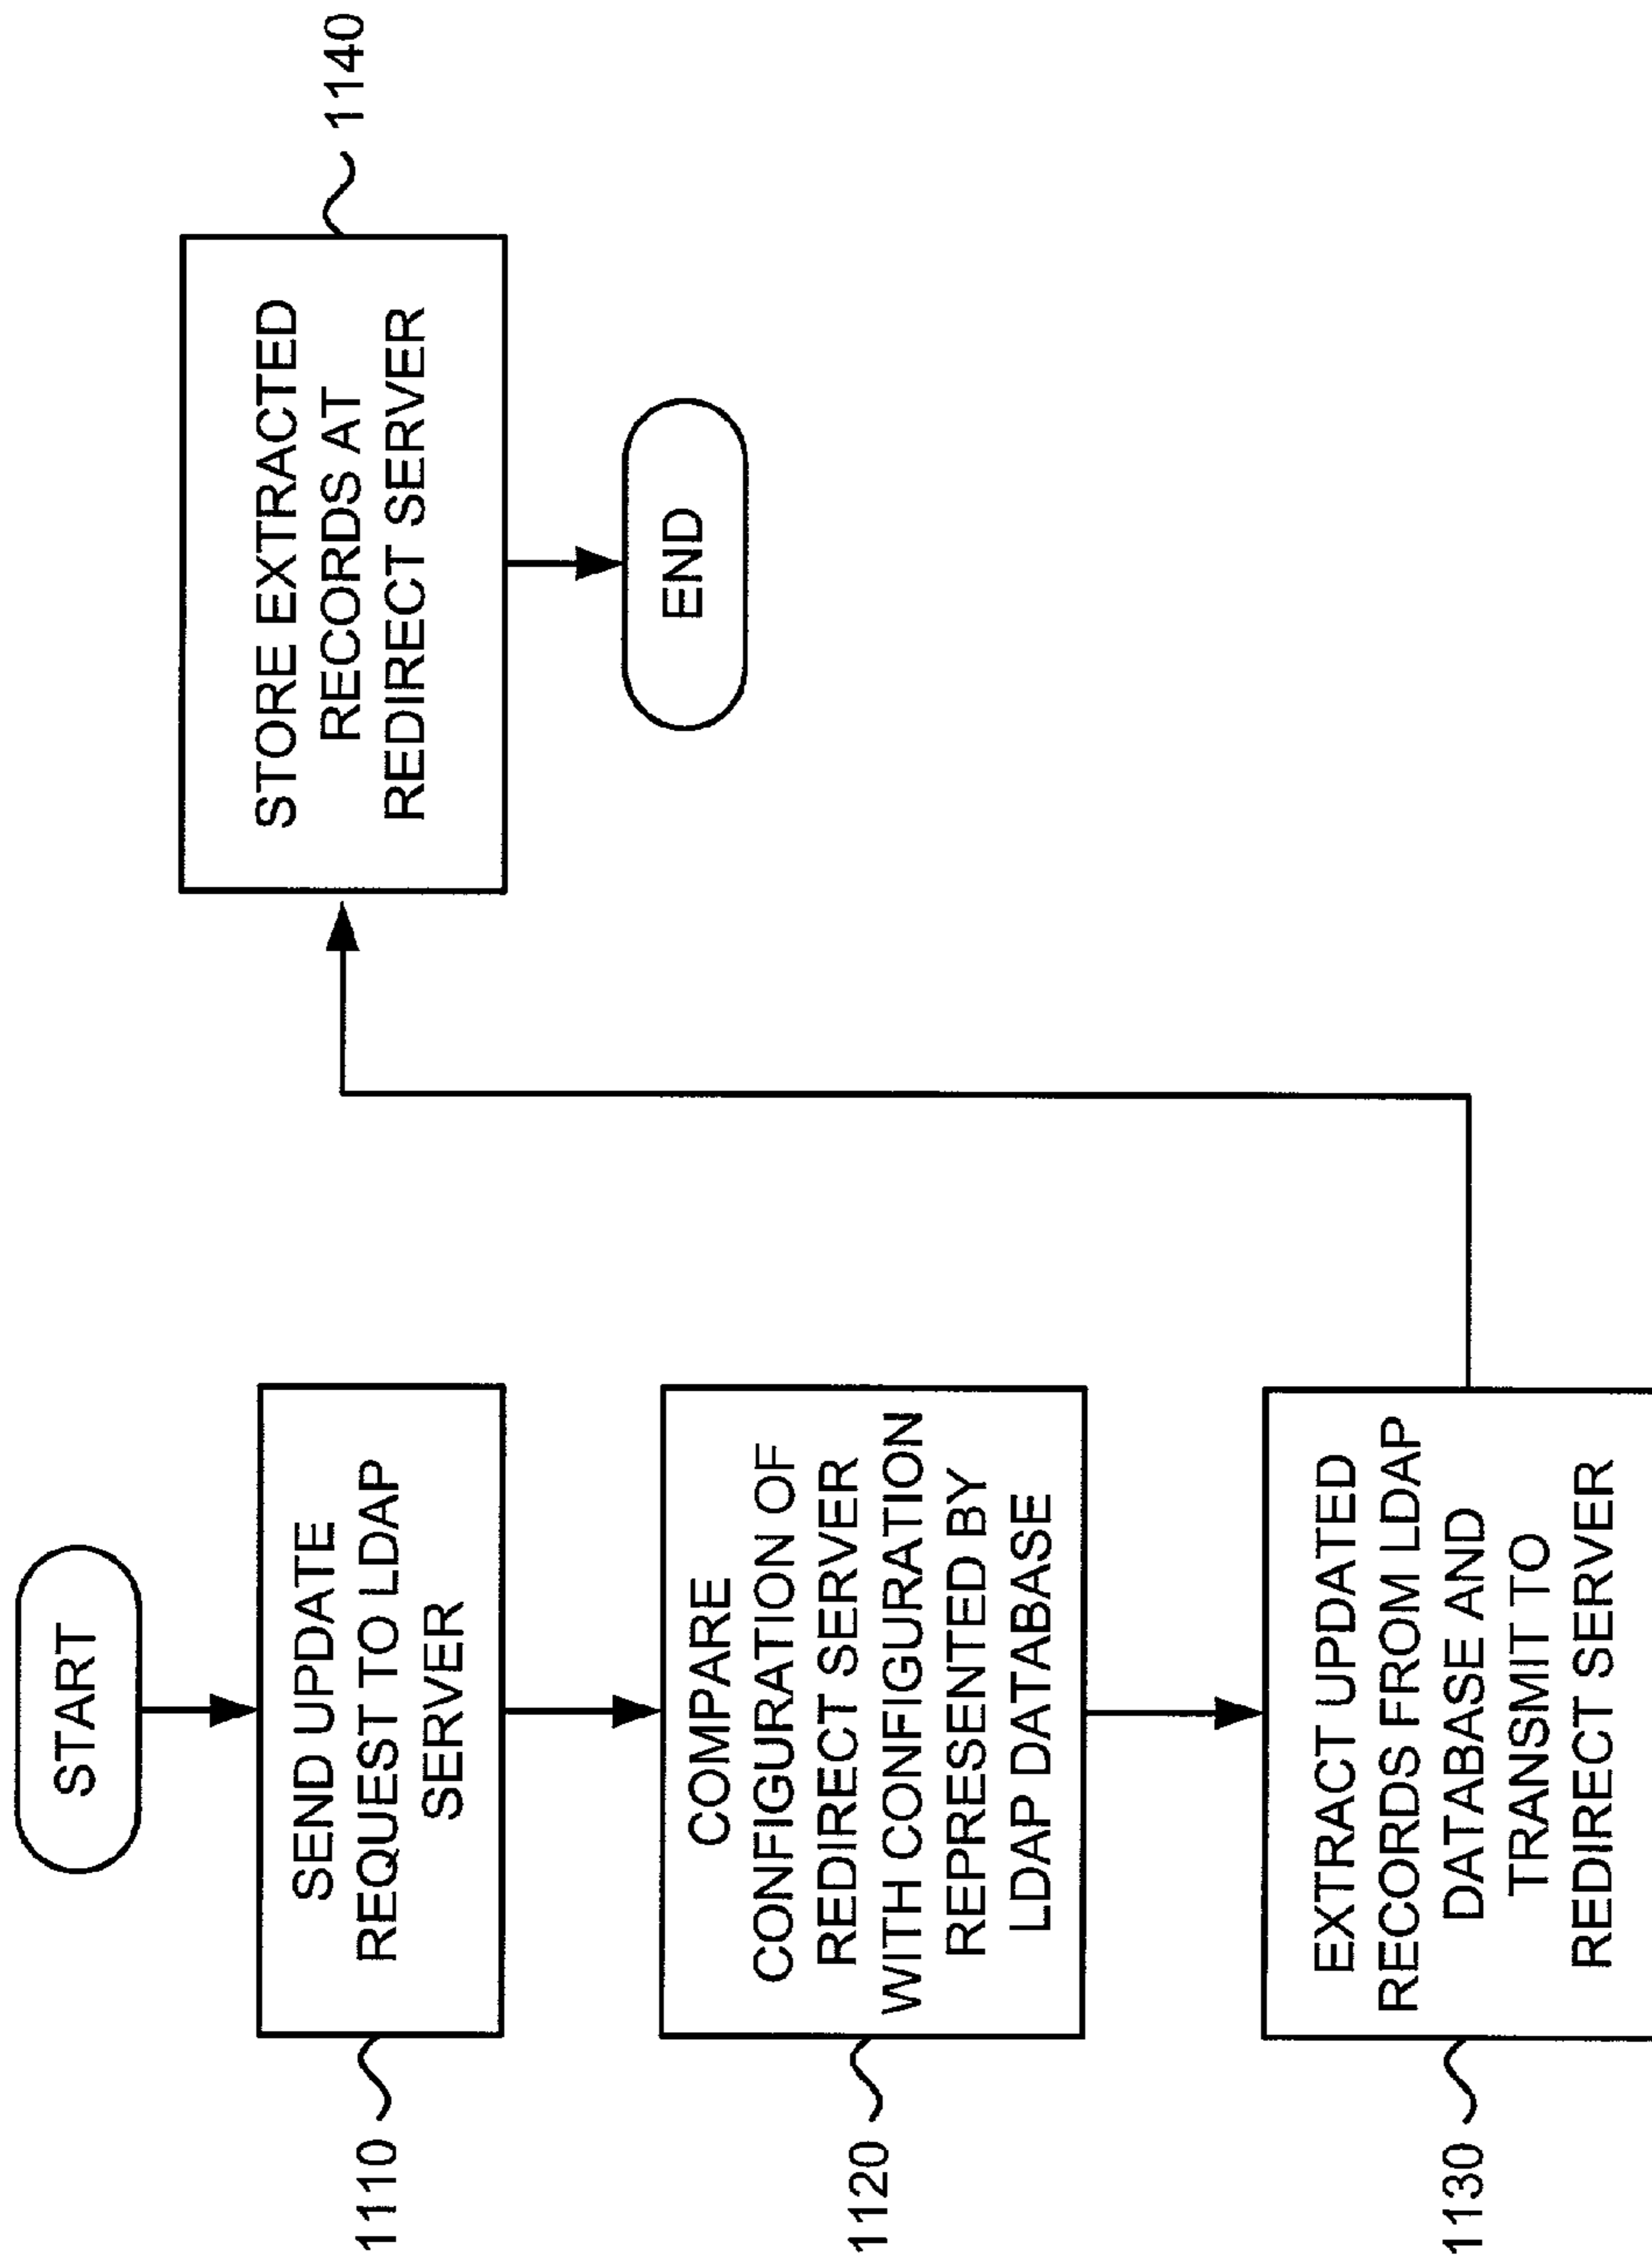 START
SEND UPDATE
REQUEST TO LDAP
SERVER
1110
COMPARE
CONFIGURATION OF
REDIRECT SERVER
WITH CONFIGURATION
REPRESENTED BY
LDAP DATABASE
1120
EXTRACT UPDATED
RECORDS FROM LDAP
DATABASE AND
TRANSMIT TO
REDIRECT SERVER
1130
STORE EXTRACTED
RECORDS AT
REDIRECT SERVER
1140
END